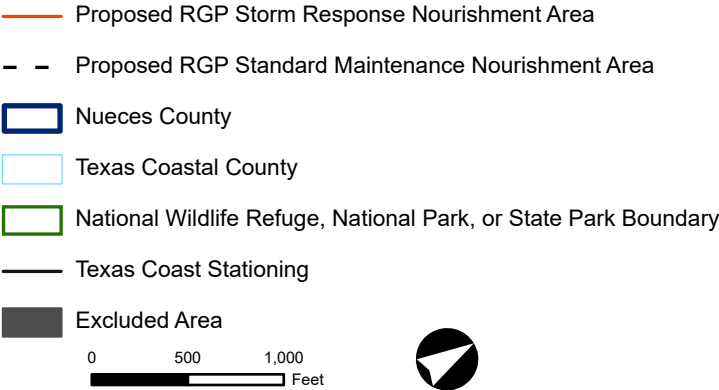 Proposed RGP Storm Response Nourishment Area
Proposed RGP Standard Maintenance Nourishment Area
Nueces County
Texas Coastal County
National Wildlife Refuge, National Park, or State Park Boundary
Texas Coast Stationing
Excluded Area
0 500 1,000
Feet